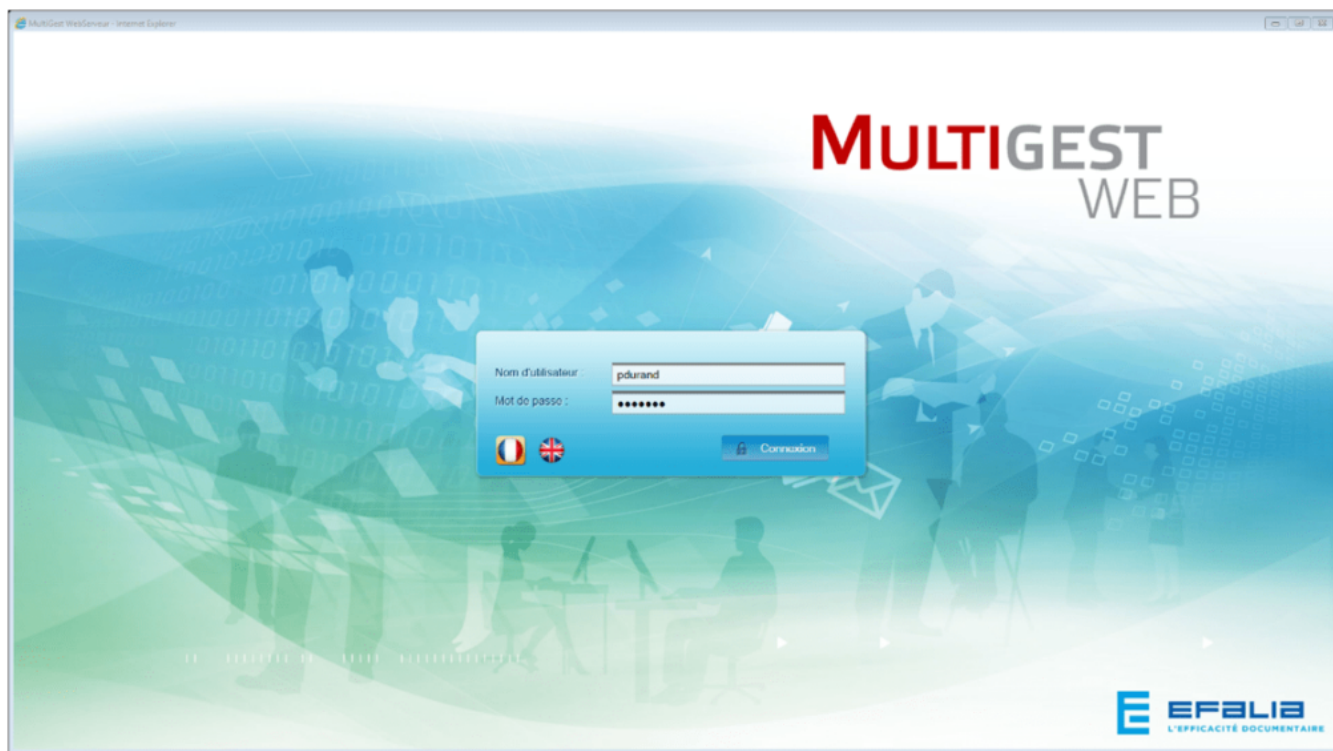 MultiGest WebServeur - Internet Explorer
MULTIGEST
WEB
Nom d'utilisateur :
pdurand
Mot de passe :
•••••••
Connexion
EFALIA
L'EFFICACITÉ DOCUMENTAIRE